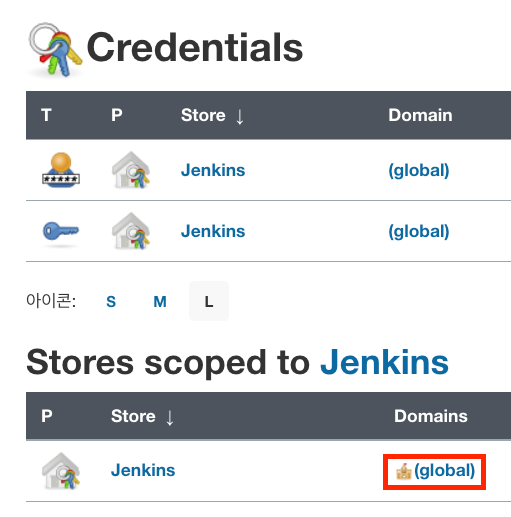 Credentials
T P Store ↓ Domain
***** Jenkins (global)
Jenkins (global)
아이콘: S M L
Stores scoped to Jenkins
P Store ↓ Domains
Jenkins (global)